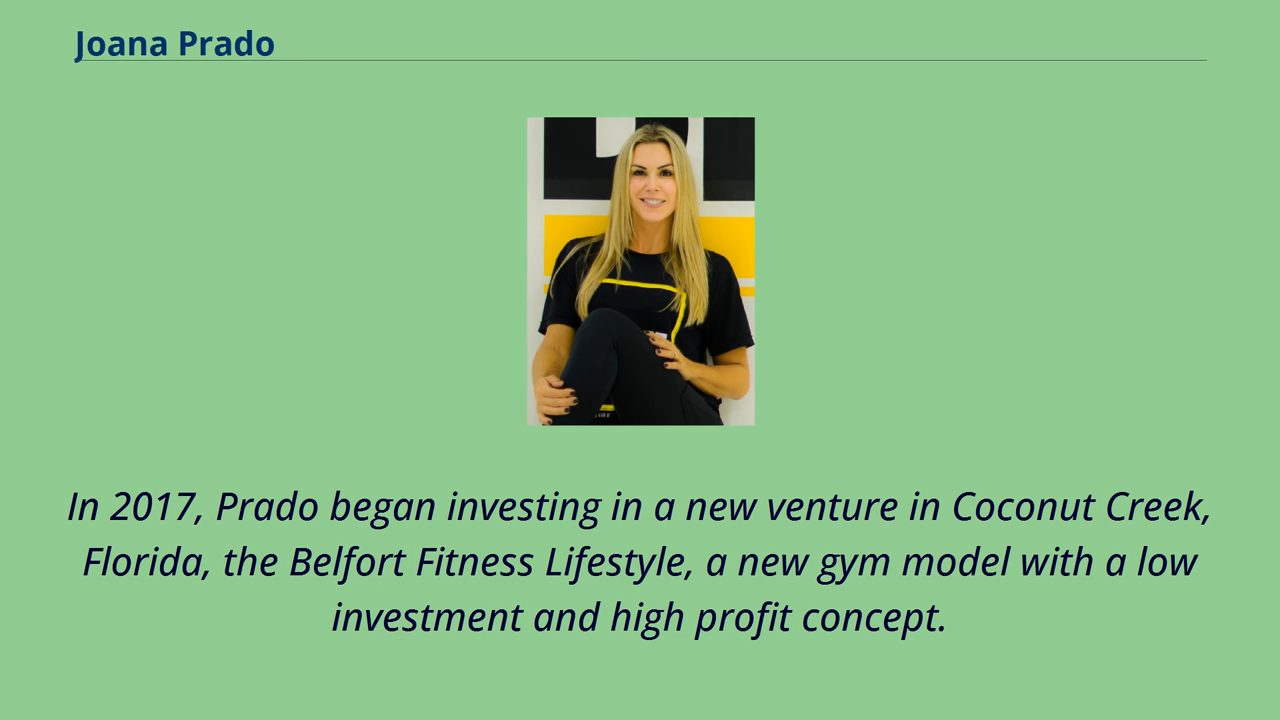 Joana Prado
In 2017, Prado began investing in a new venture in Coconut Creek,
Florida, the Belfort Fitness Lifestyle, a new gym model with a low
investment and high profit concept.